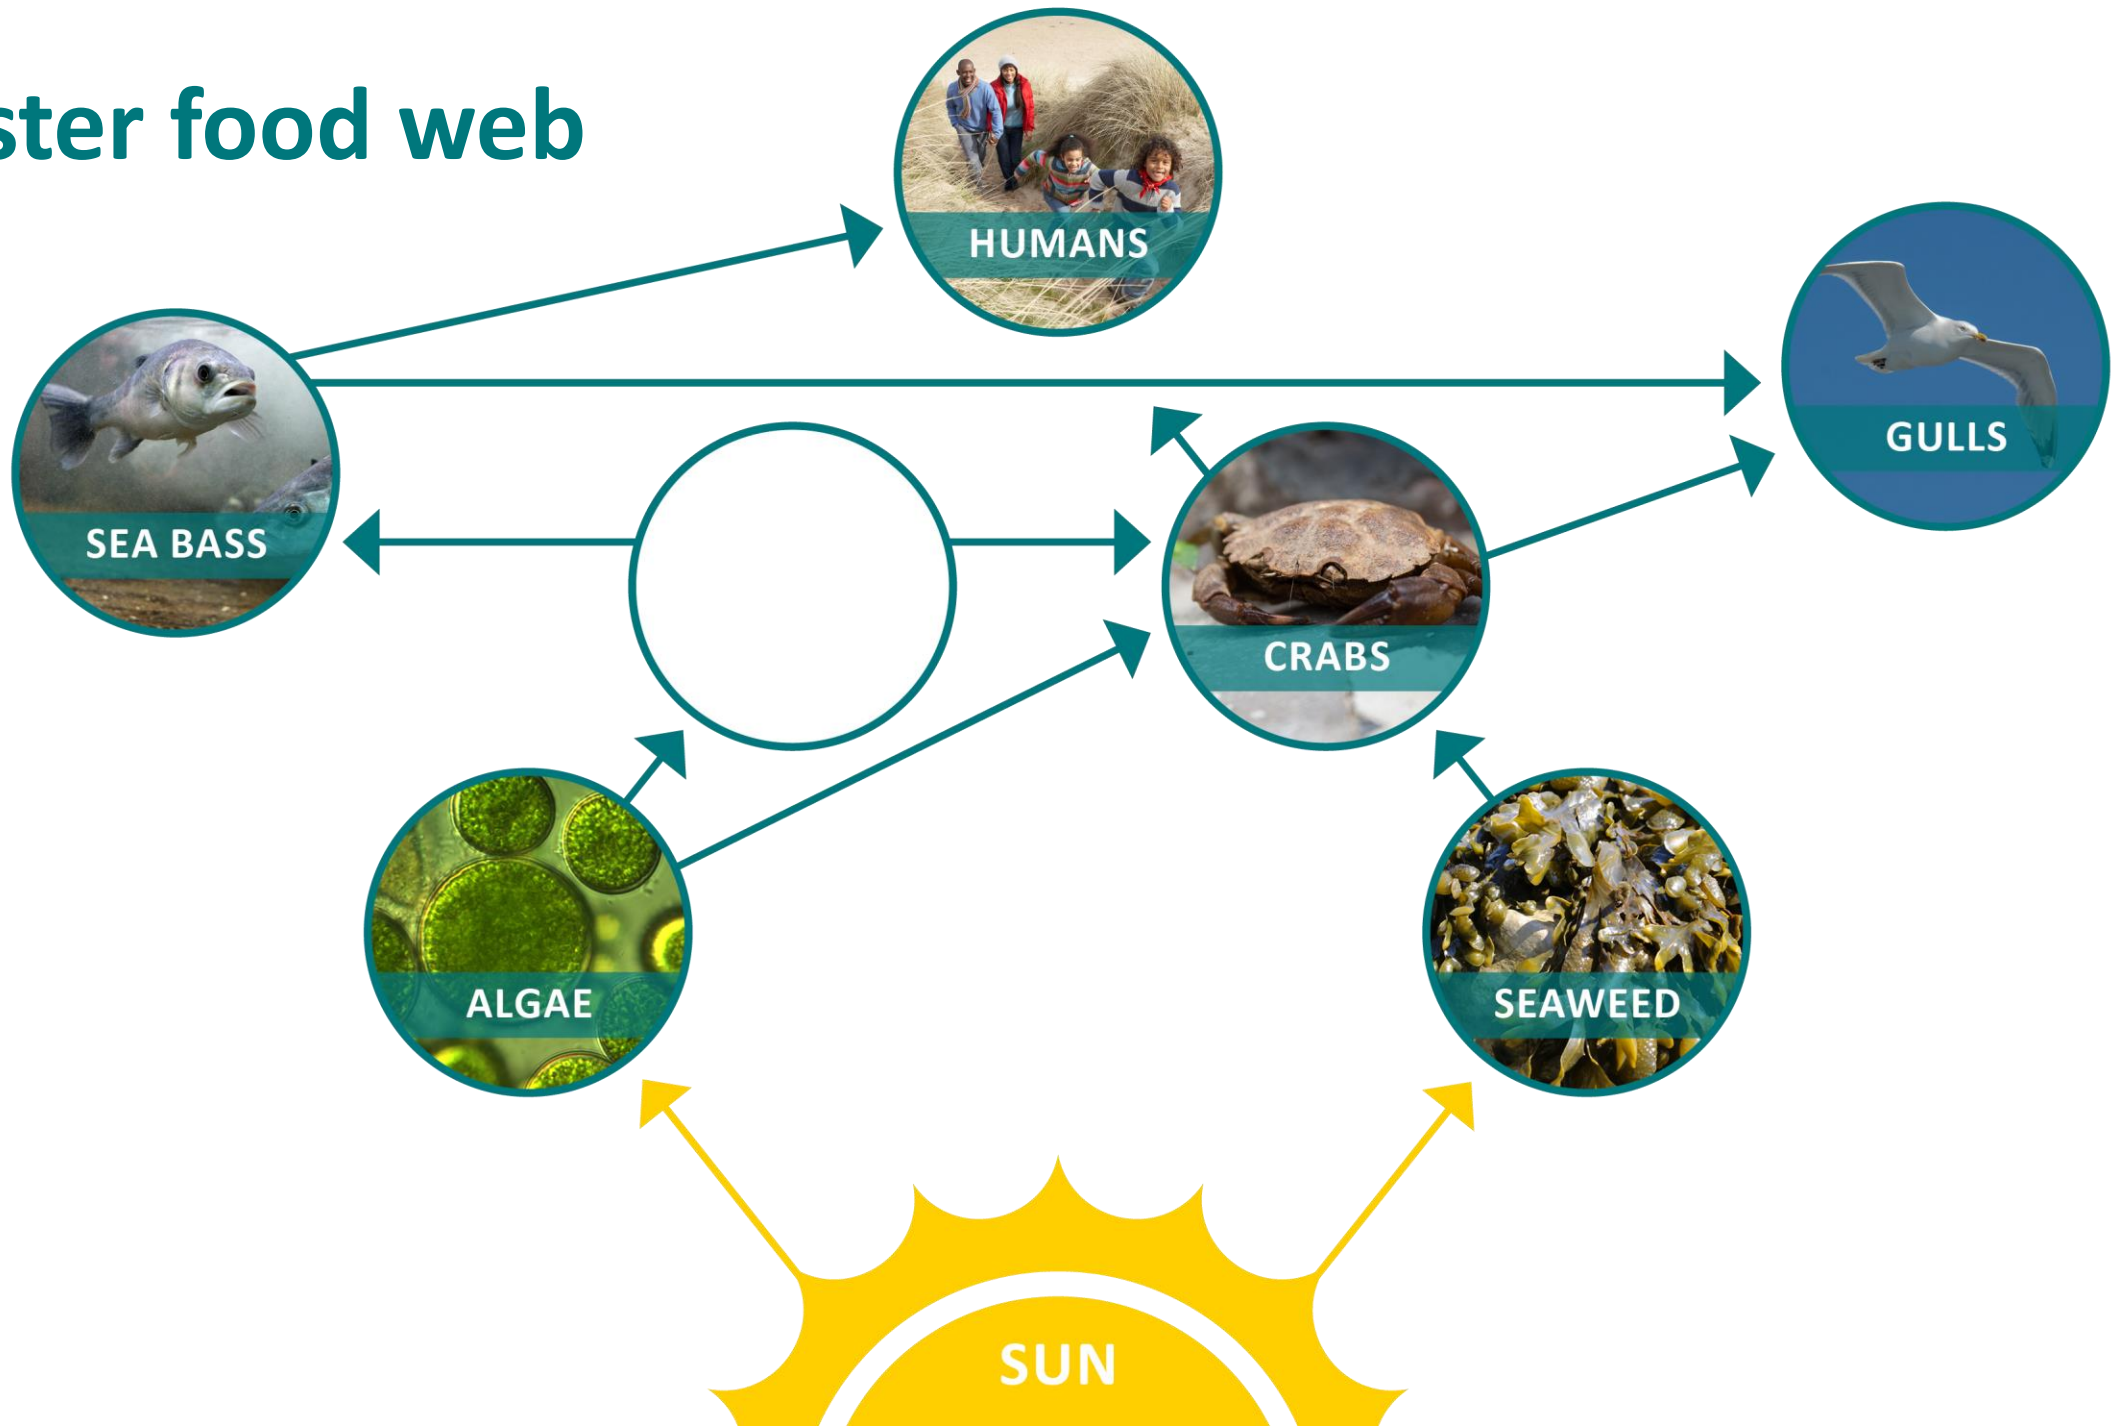 ster food web
HUMANS
GULLS
SEA BASS
CRABS
ALGAE
SEAWEED
SUN